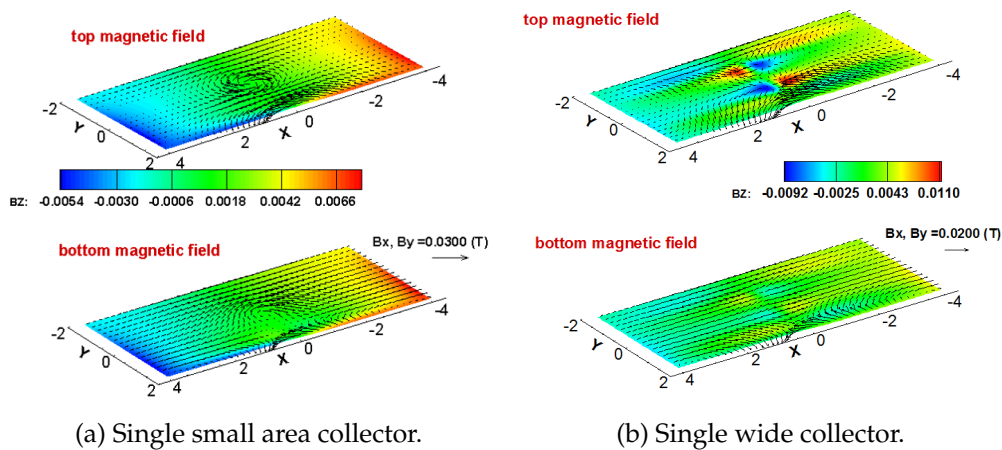 top magnetic field
-4
-2
0
2
4
X
-2
0
2
Y
BZ: -0.0054 -0.0030 -0.0006 0.0018 0.0042 0.0066
bottom magnetic field
Bx, By =0.0300 (T)
-4
-2
0
2
4
X
-2
0
2
Y
(a) Single small area collector.
top magnetic field
-4
-2
0
2
4
X
-2
0
2
Y
BZ: -0.0092 -0.0025 0.0043 0.0110
bottom magnetic field
Bx, By =0.0200 (T)
-4
-2
0
2
4
X
-2
0
2
Y
(b) Single wide collector.